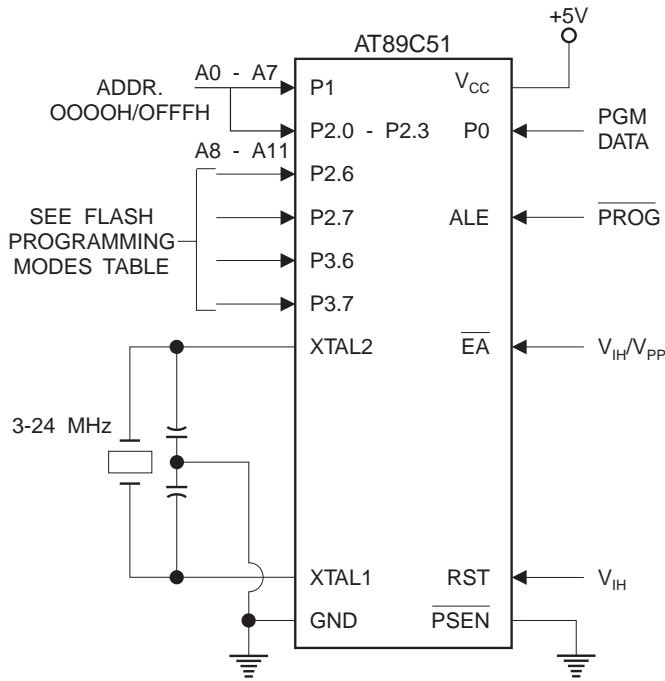 +5V
AT89C51
A0 - A7
ADDR.
OOOOH/OFFFH
P1
VCC
P2.0 - P2.3
P0
PGM
DATA
A8 - A11
P2.6
SEE FLASH
PROGRAMMING
MODES TABLE
P2.7
ALE
PROG
P3.6
P3.7
XTAL2
EA
VIH/VPP
3-24 MHz
XTAL1
RST
VIH
GND
PSEN